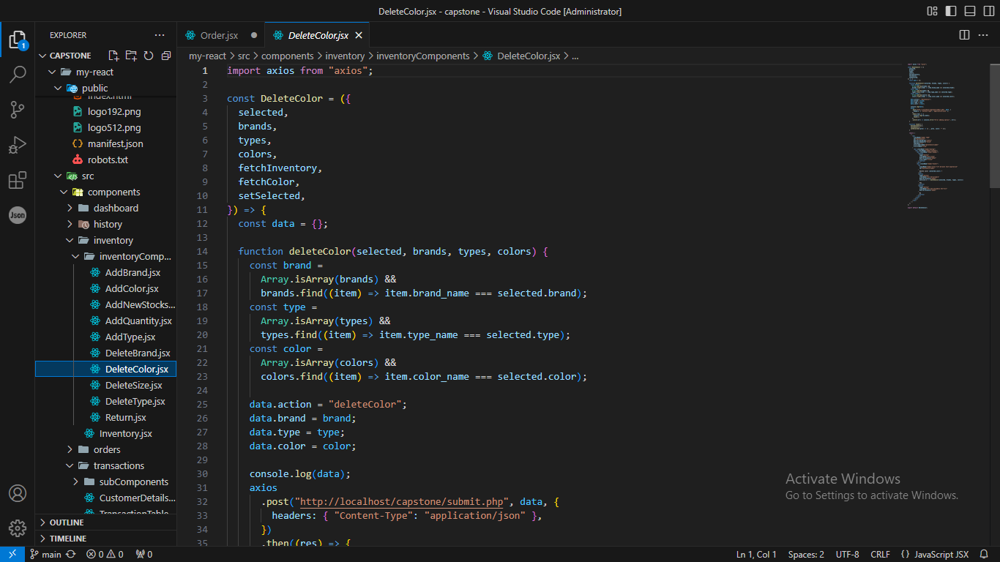 DeleteColor.jsx - capstone - Visual Studio Code [Administrator]
EXPLORER
Order.jsx
DeleteColor.jsx
CAPSTONE
my-react > src > components > inventory > inventoryComponents > DeleteColor.jsx > ...
my-react
public
index.html
logo192.png
logo512.png
manifest.json
robots.txt
src
components
dashboard
history
inventory
inventoryComp...
AddBrand.jsx
AddColor.jsx
AddNewStocks...
AddQuantity.jsx
AddType.jsx
DeleteBrand.jsx
DeleteColor.jsx
DeleteSize.jsx
DeleteType.jsx
Return.jsx
Inventory.jsx
orders
transactions
subComponents
CustomerDetails...
TransactionTable
OUTLINE
TIMELINE
1
Json
1 import axios from "axios";
2
3 const DeleteColor = ({
4 selected,
5 brands,
6 types,
7 colors,
8 fetchInventory,
9 fetchColor,
10 setSelected,
11 }) => {
12 const data = {};
13
14 function deleteColor(selected, brands, types, colors) {
15 const brand =
16 Array.isArray(brands) &&
17 brands.find((item) => item.brand_name === selected.brand);
18 const type =
19 Array.isArray(types) &&
20 types.find((item) => item.type_name === selected.type);
21 const color =
22 Array.isArray(colors) &&
23 colors.find((item) => item.color_name === selected.color);
24
25 data.action = "deleteColor";
26 data.brand = brand;
27 data.type = type;
28 data.color = color;
29
30 console.log(data);
31 axios
32 .post("http://localhost/capstone/submit.php", data, {
33 headers: { "Content-Type": "application/json" },
34 })
35 .then((res) => {
Activate Windows
Go to Settings to activate Windows.
main
0
0
0
Ln 1, Col 1
Spaces: 2
UTF-8
CRLF
{ } JavaScript JSX